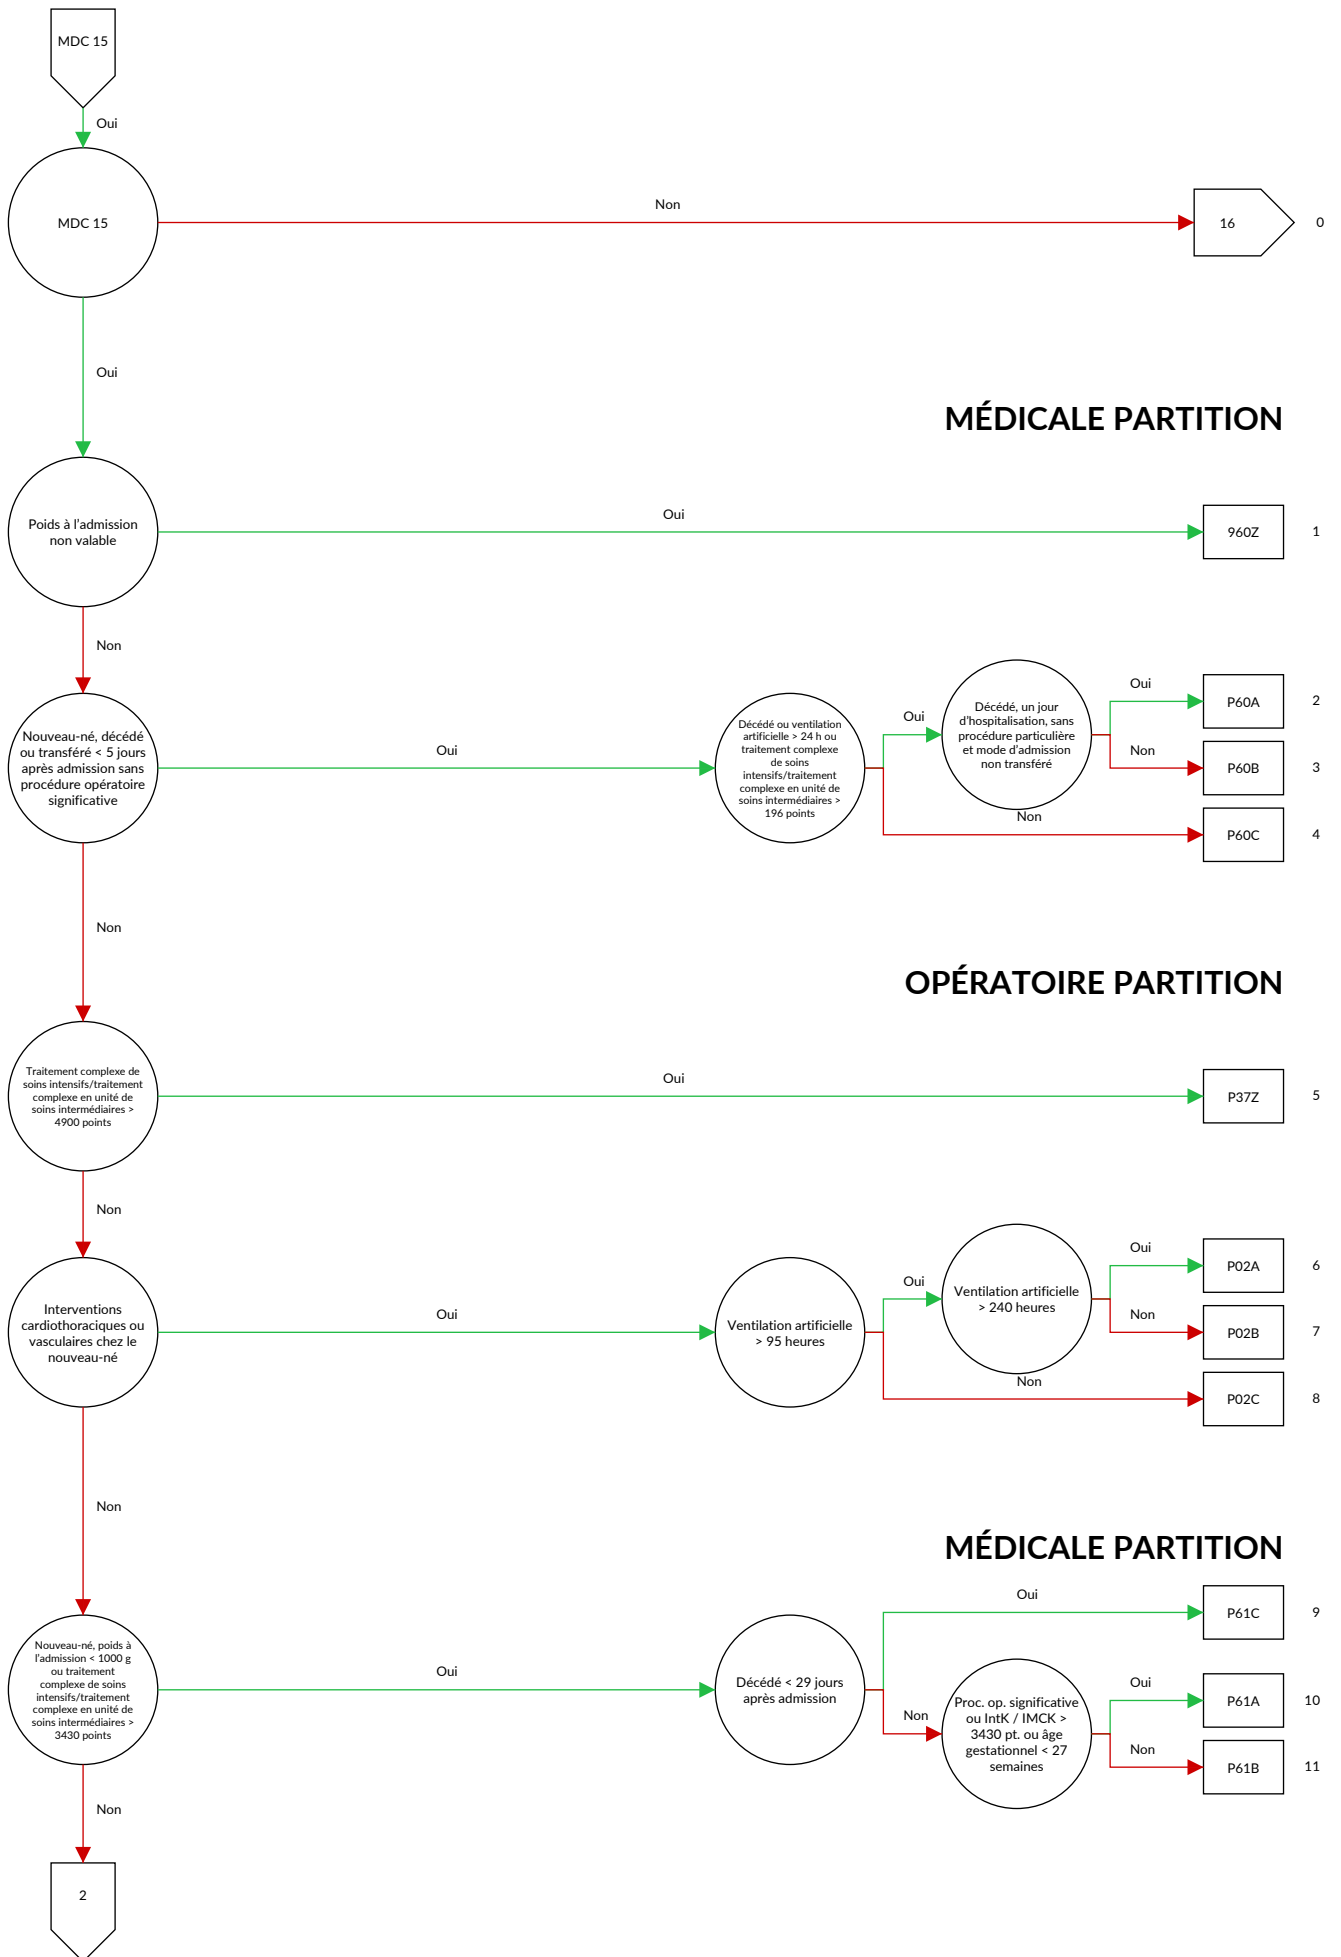 MDC 15
Oui
MDC 15
Non
16
0
Oui
MÉDICALE PARTITION
Poids à l'admission
non valable
Oui
960Z
1
Non
Nouveau-né, décédé
ou transféré < 5 jours
après admission sans
procédure opératoire
significative
Oui
Décédé ou ventilation
artificielle > 24 h ou
traitement complexe
de soins
intensifs/traitement
complexe en unité de
soins intermédiaires >
196 points
Oui
Décédé, un jour
d'hospitalisation, sans
procédure particulière
et mode d'admission
non transféré
Oui
P60A
2
Non
P60B
3
Non
P60C
4
Non
OPÉRATOIRE PARTITION
Traitement complexe de
soins intensifs/traitement
complexe en unité de
soins intermédiaires >
4900 points
Oui
P37Z
5
Non
Interventions
cardiothoraciques ou
vasculaires chez le
nouveau-né
Oui
Ventilation artificielle
> 95 heures
Oui
Ventilation artificielle
> 240 heures
Oui
P02A
6
Non
P02B
7
Non
P02C
8
Non
MÉDICALE PARTITION
Nouveau-né, poids à
l'admission < 1000 g
ou traitement
complexe de soins
intensifs/traitement
complexe en unité de
soins intermédiaires >
3430 points
Oui
Décédé < 29 jours
après admission
Oui
P61C
9
Non
Proc. op. significative
ou IntK / IMCK >
3430 pt. ou âge
gestationnel < 27
semaines
Oui
P61A
10
Non
P61B
11
Non
2